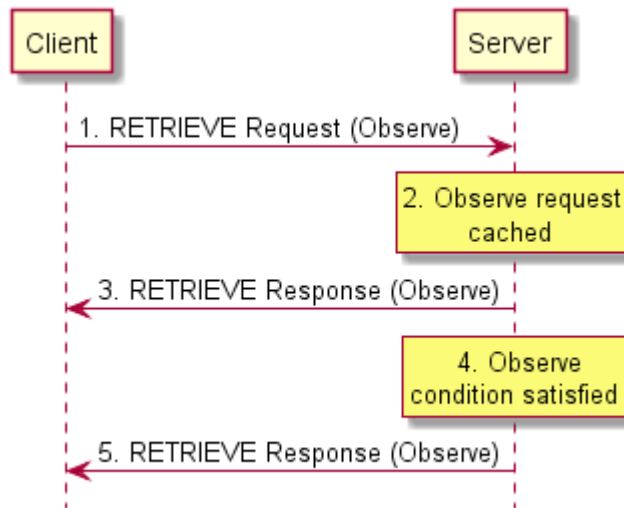 Client
Server
1. RETRIEVE Request (Observe)
2. Observe request
cached
3. RETRIEVE Response (Observe)
4. Observe
condition satisfied
5. RETRIEVE Response (Observe)